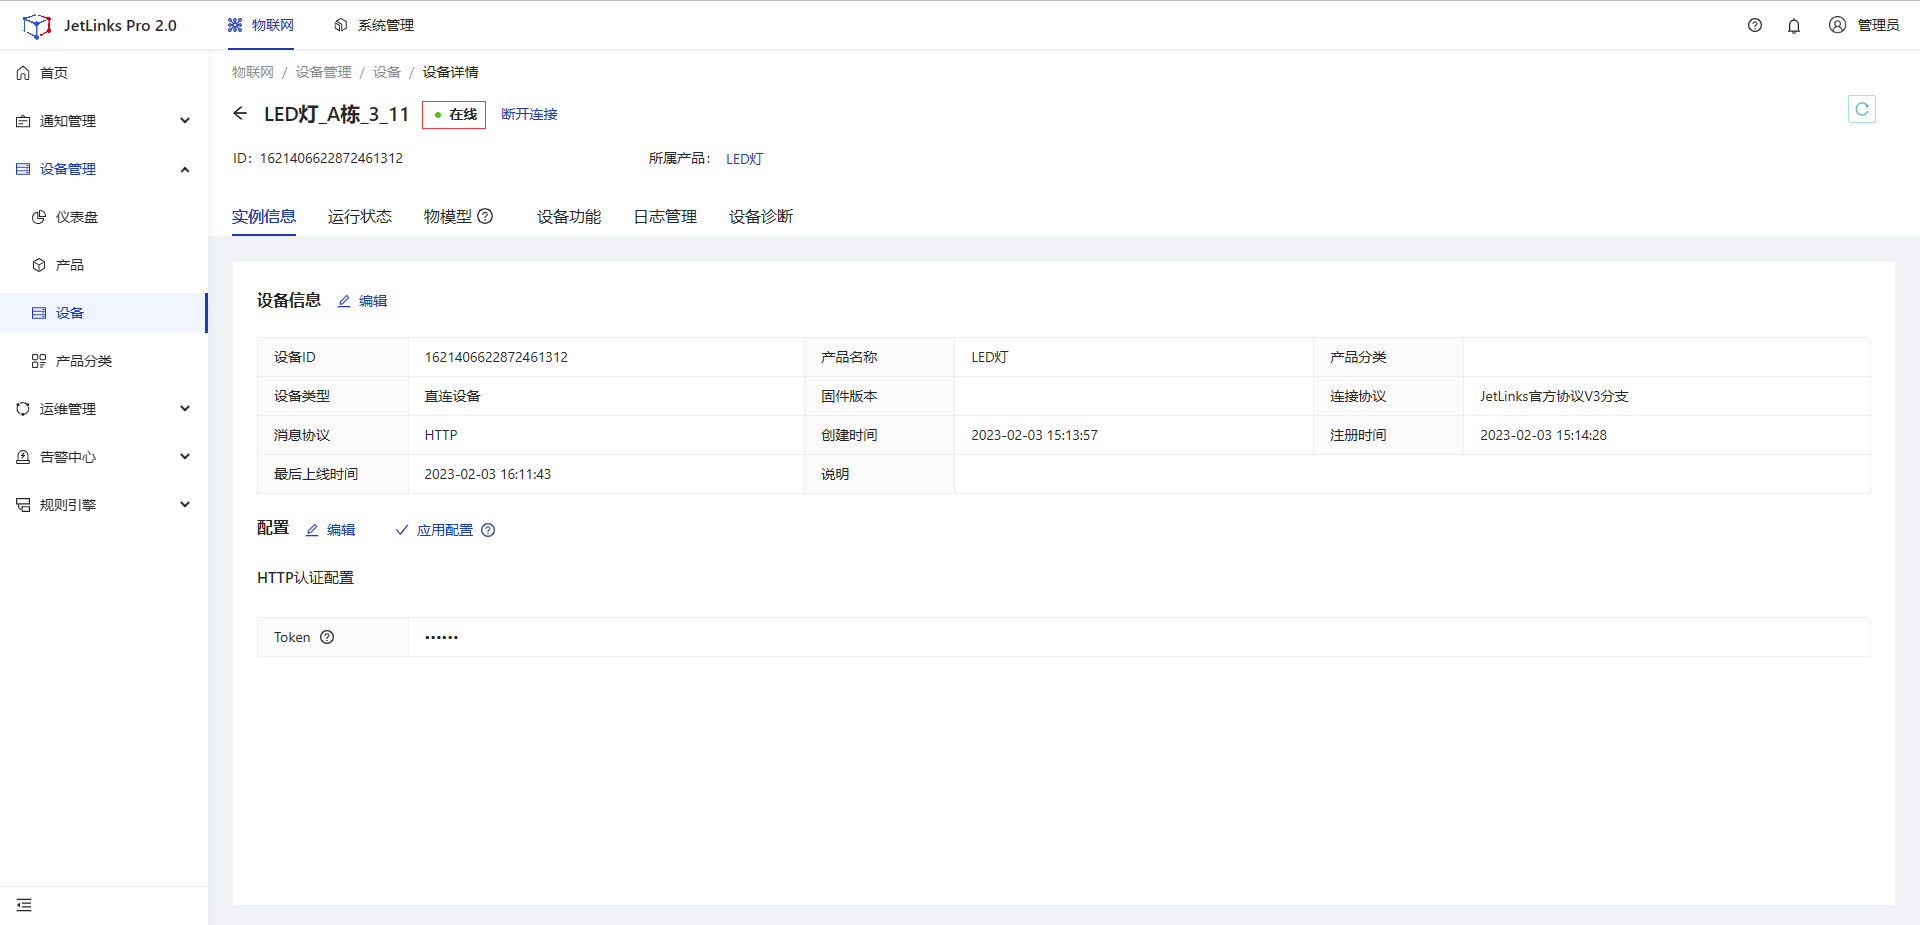 JetLinks Pro 2.0 物联网 系统管理 管理员
首页
通知管理
设备管理
仪表盘
产品
设备
产品分类
运维管理
告警中心
规则引擎
物联网 / 设备管理 / 设备 / 设备详情
LED灯_A栋_3_11 在线 断开连接
ID: 1621406622872461312 所属产品: LED灯
实例信息 运行状态 物模型 设备功能 日志管理 设备诊断
设备信息 编辑
设备ID 1621406622872461312 产品名称 LED灯 产品分类
设备类型 直连设备 固件版本 连接协议 JetLinks官方协议V3分支
消息协议 HTTP 创建时间 2023-02-03 15:13:57 注册时间 2023-02-03 15:14:28
最后上线时间 2023-02-03 16:11:43 说明
配置 编辑 应用配置
HTTP认证配置
Token ••••••